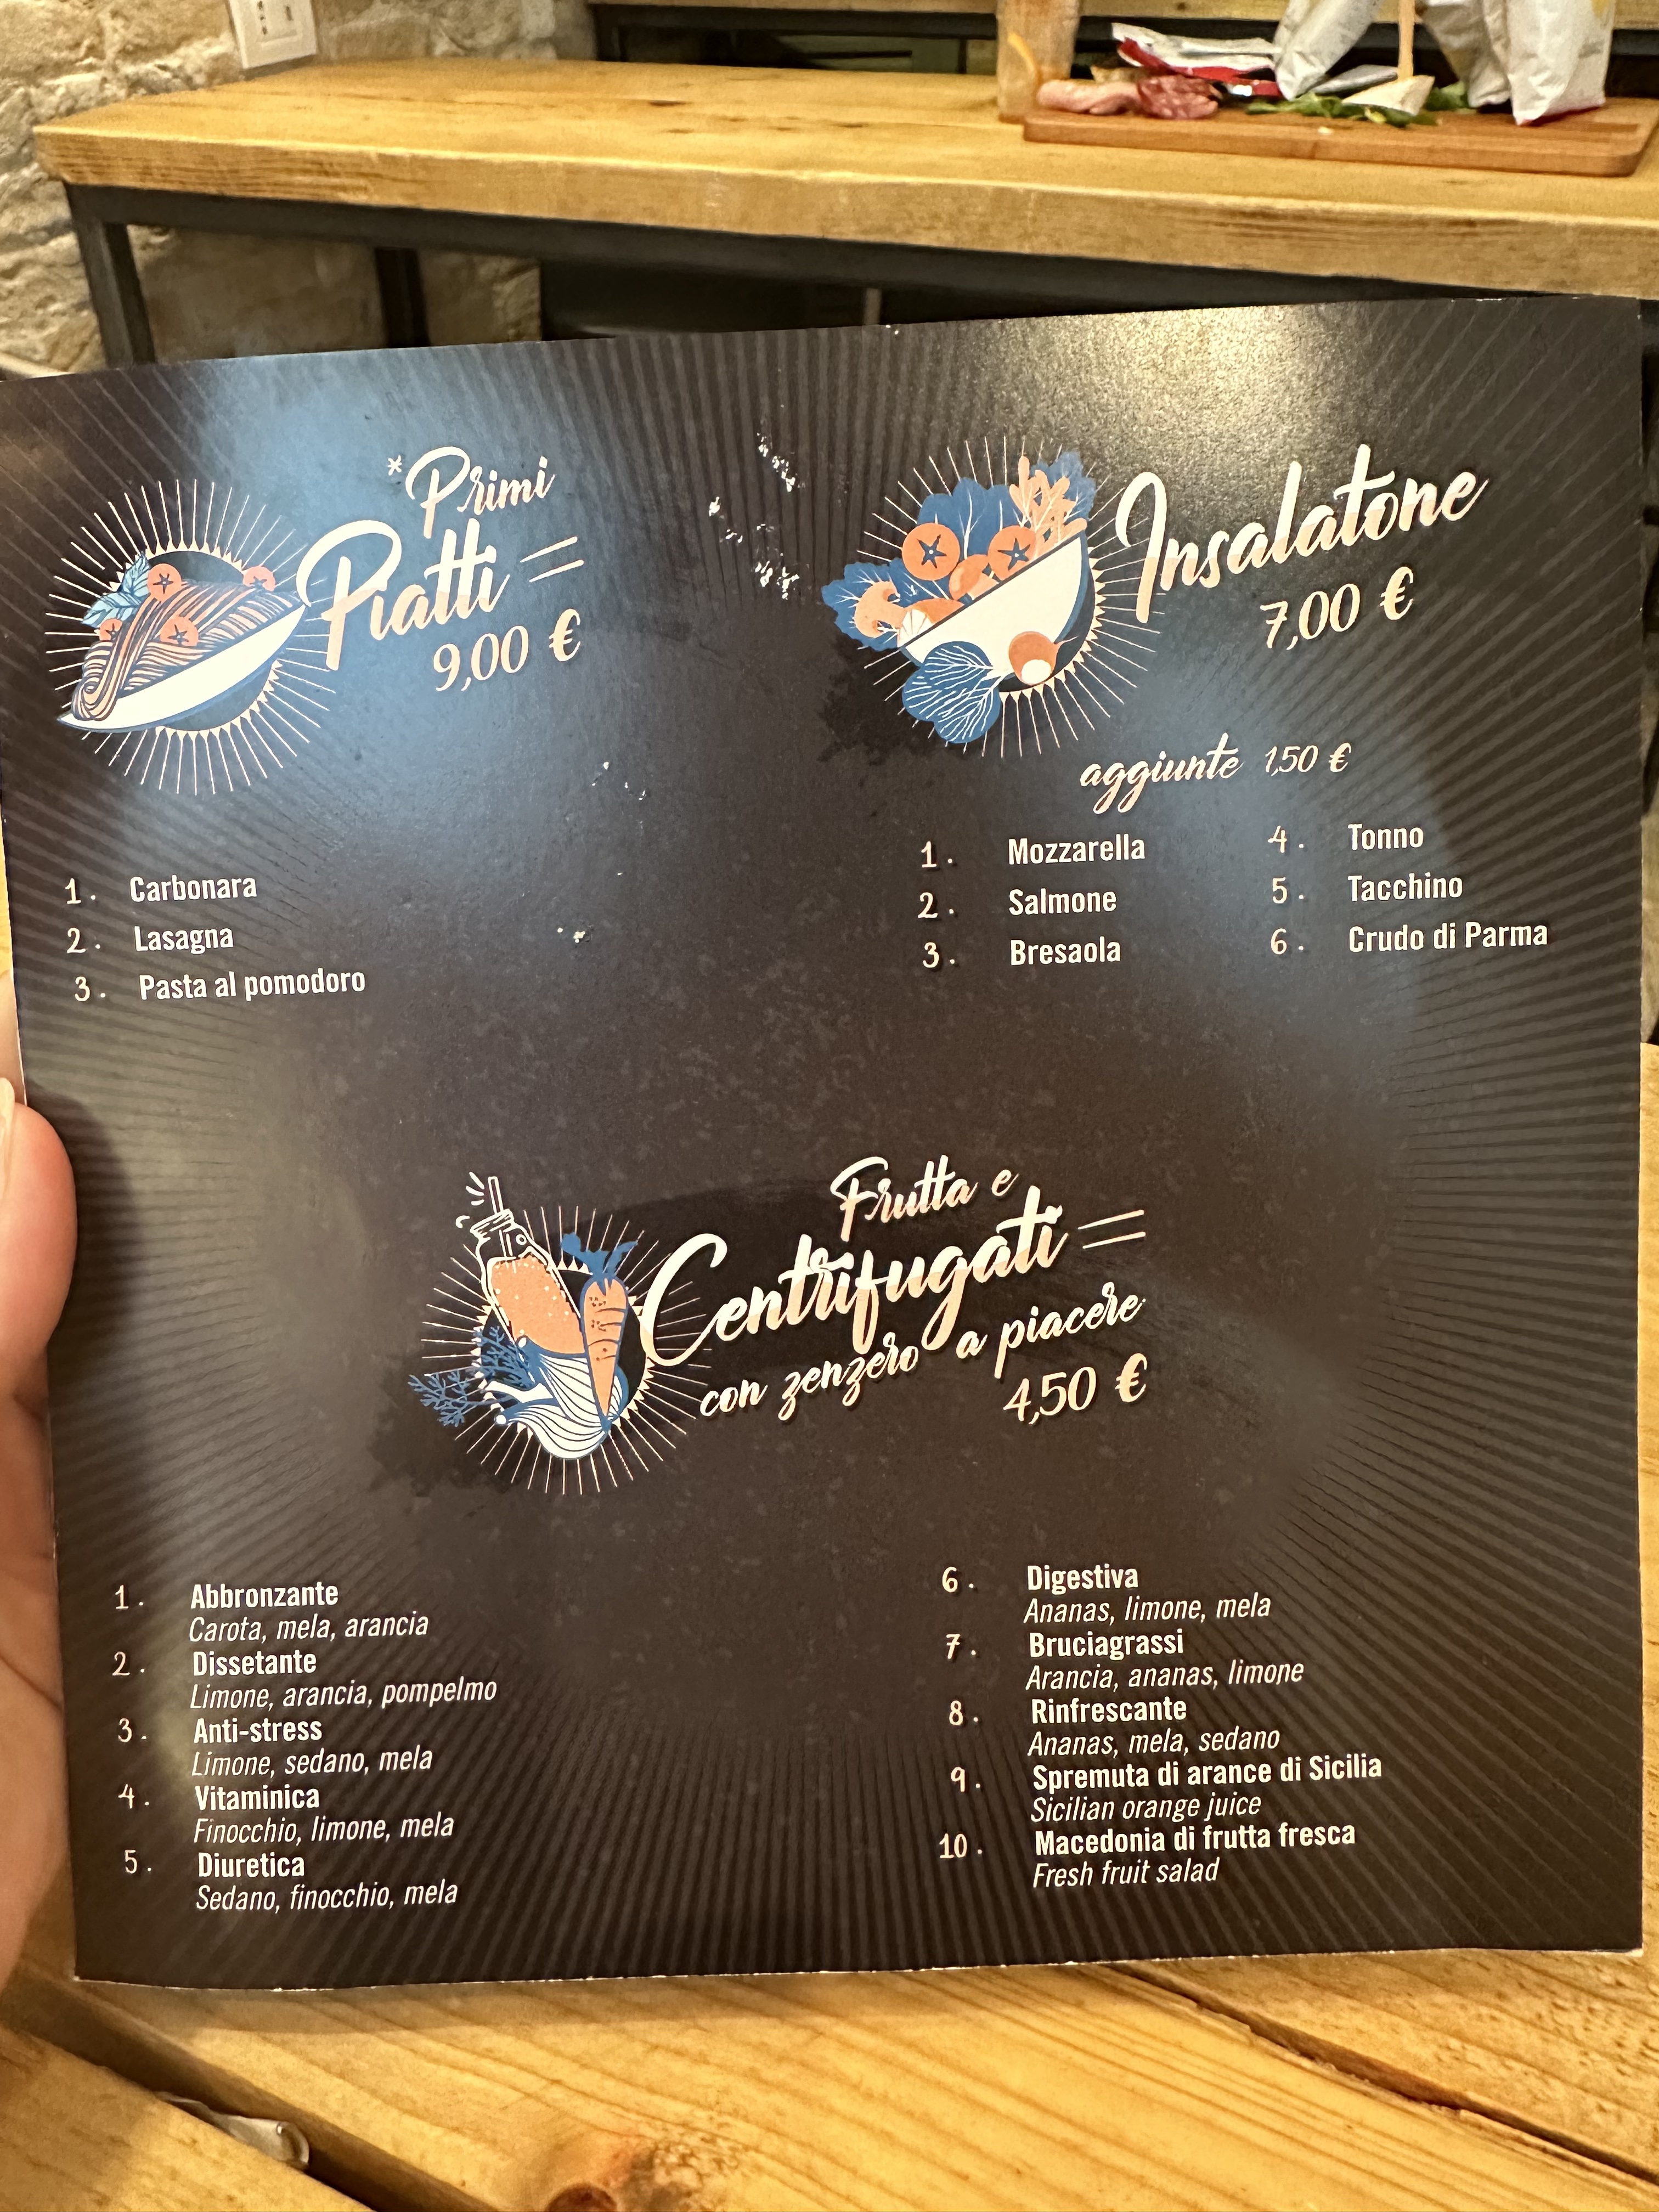 *Primi
Piatti
9,00 €
1. Carbonara
2. Lasagna
3. Pasta al pomodoro
Insalatone
7,00 €
aggiunte 1,50 €
1. Mozzarella
2. Salmone
3. Bresaola
4. Tonno
5. Tacchino
6. Crudo di Parma
Frutta e
Centrifugati
con zenzero a piacere
4,50 €
1. Abbronzante
Carota, mela, arancia
2. Dissetante
Limone, arancia, pompelmo
3. Anti-stress
Limone, sedano, mela
4. Vitaminica
Finocchio, limone, mela
5. Diuretica
Sedano, finocchio, mela
6. Digestiva
Ananas, limone, mela
7. Bruciagrassi
Arancia, ananas, limone
8. Rinfrescante
Ananas, mela, sedano
9. Spremuta di arance di Sicilia
Sicilian orange juice
10. Macedonia di frutta fresca
Fresh fruit salad